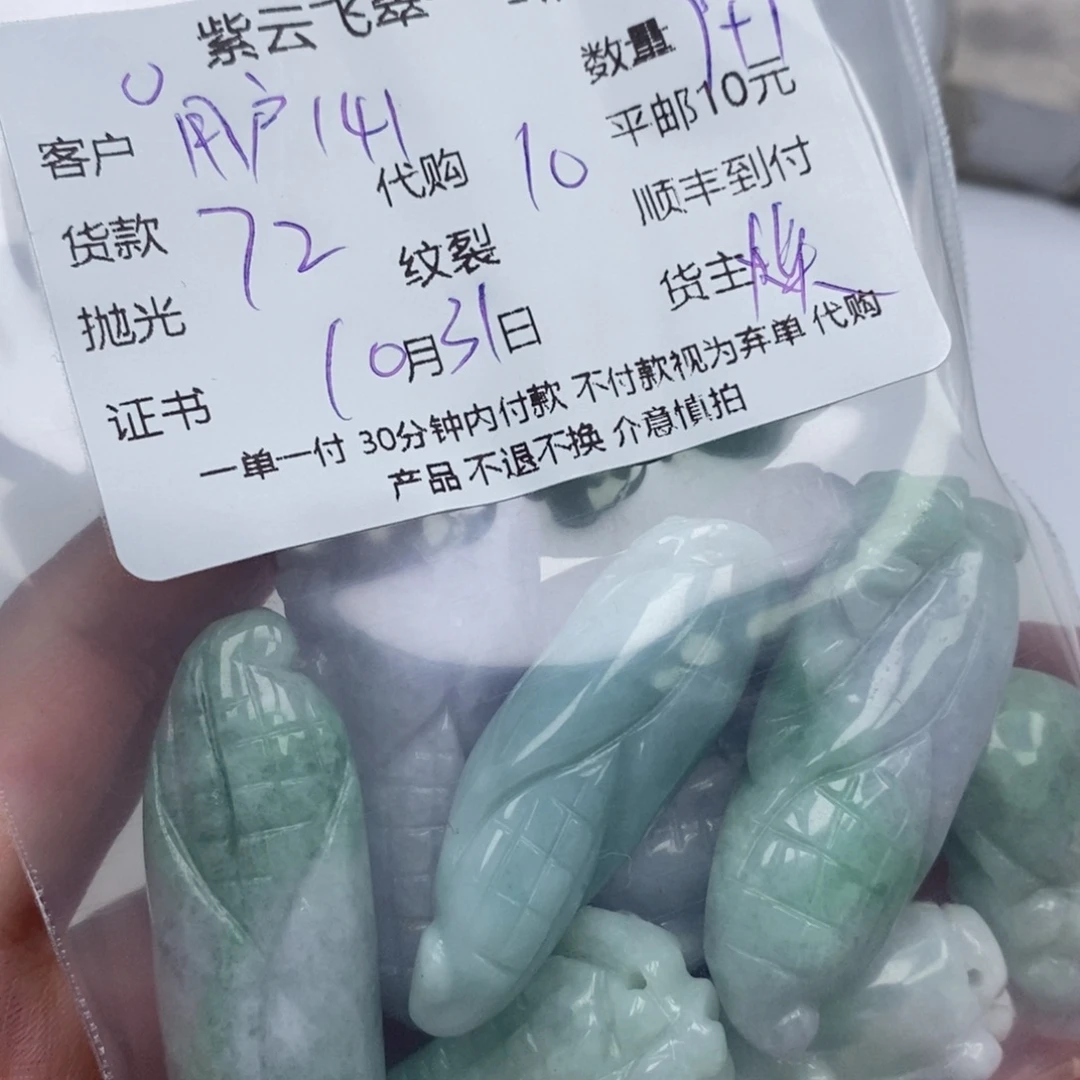 紫云飞翠
数量
客户 用户141 代购 10 平邮10元
货款 72 纹裂 顺丰到付
抛光 10月31日 货主
证书
一单一付 30分钟内付款 不付款视为弃单 代购
产品 不退不换 介意慎拍